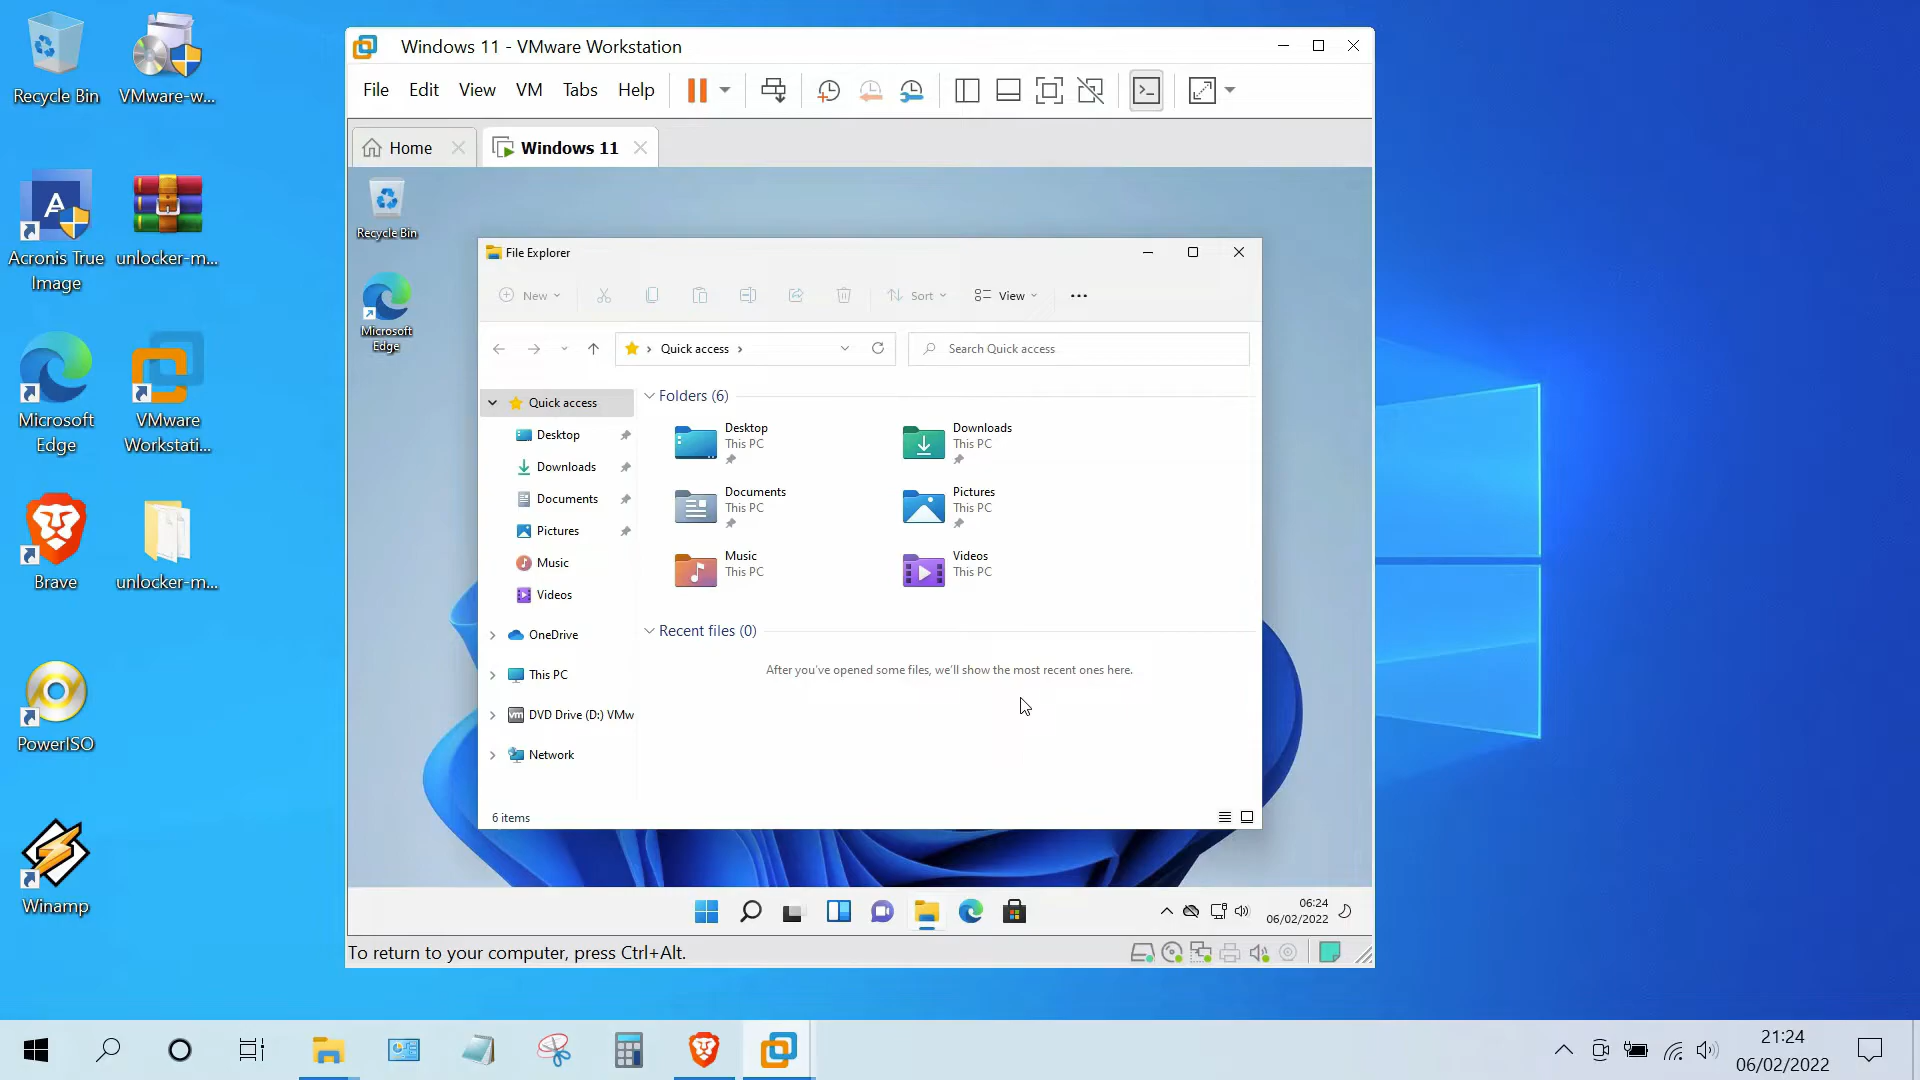 Recycle Bin
VMware-w...
Acronis True
Image
unlocker-m...
Microsoft
Edge
VMware
Workstati...
Brave
unlocker-m...
PowerISO
Winamp
Windows 11 - VMware Workstation
File Edit View VM Tabs Help
Home
Windows 11
Recycle Bin
Microsoft
Edge
File Explorer
New
Sort
View
Quick access
Search Quick access
Quick access
Desktop
Downloads
Documents
Pictures
Music
Videos
OneDrive
This PC
DVD Drive (D:) VMw
Network
Folders (6)
Desktop
This PC
Downloads
This PC
Documents
This PC
Pictures
This PC
Music
This PC
Videos
This PC
Recent files (0)
After you've opened some files, we'll show the most recent ones here.
6 items
06:24
06/02/2022
To return to your computer, press Ctrl+Alt.
21:24
06/02/2022